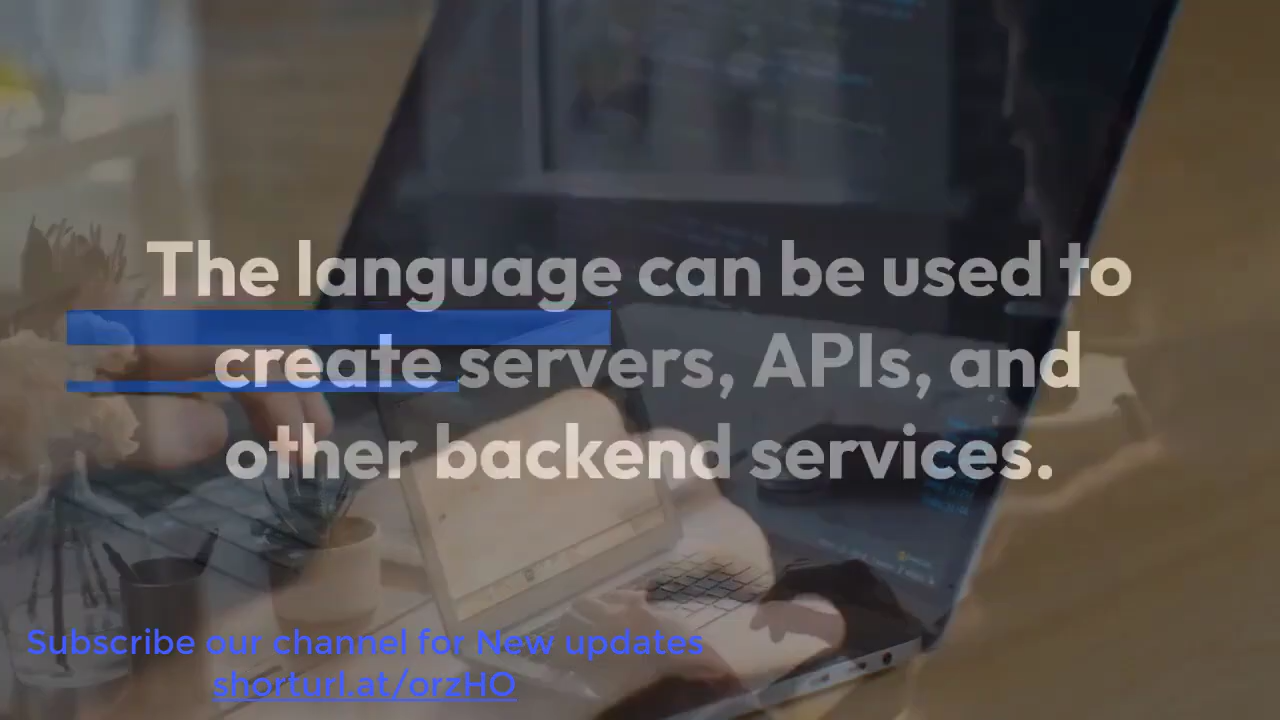 The language can be used to
create servers, APIs, and
other backend services.
Subscribe our channel for New updates
shorturl.at/orzHO